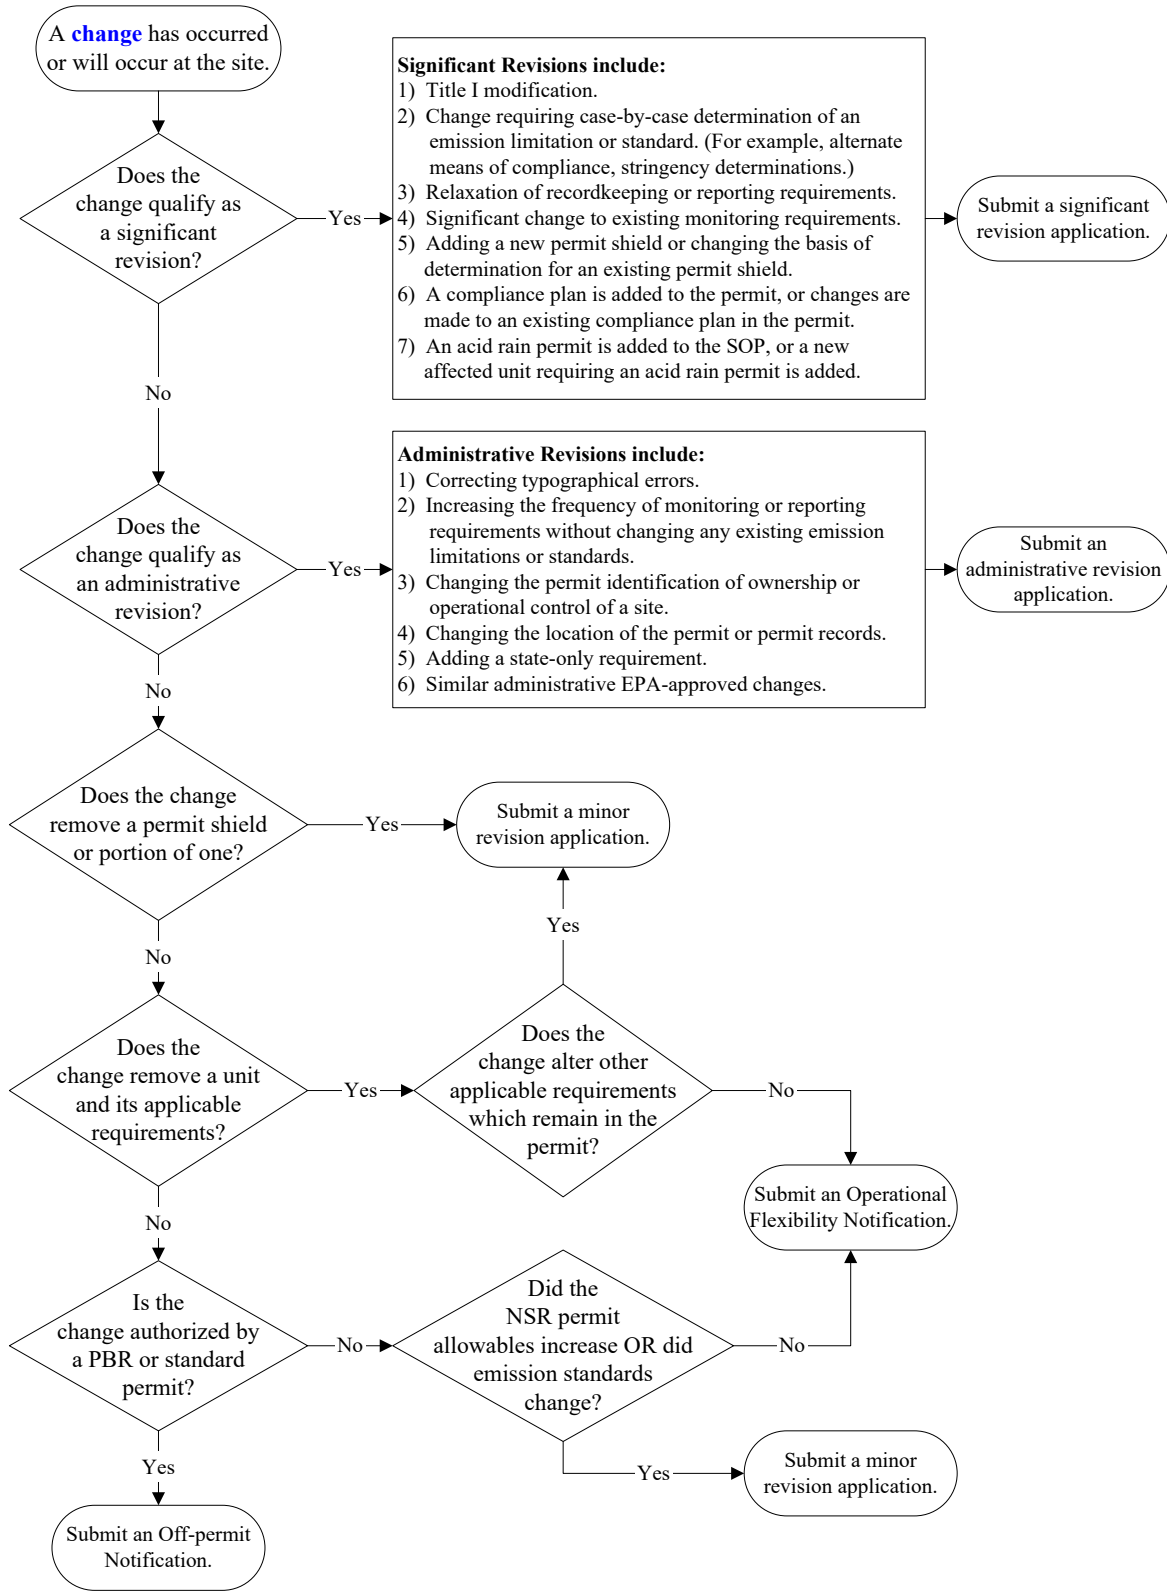 A change has occurred
or will occur at the site.
Significant Revisions include:
1) Title I modification.
2) Change requiring case-by-case determination of an
emission limitation or standard. (For example, alternate
means of compliance, stringency determinations.)
3) Relaxation of recordkeeping or reporting requirements.
4) Significant change to existing monitoring requirements.
5) Adding a new permit shield or changing the basis of
determination for an existing permit shield.
6) A compliance plan is added to the permit, or changes are
made to an existing compliance plan in the permit.
7) An acid rain permit is added to the SOP, or a new
affected unit requiring an acid rain permit is added.
Does the
change qualify as
a significant
revision?
Yes
Submit a significant
revision application.
No
Administrative Revisions include:
1) Correcting typographical errors.
2) Increasing the frequency of monitoring or reporting
requirements without changing any existing emission
limitations or standards.
3) Changing the permit identification of ownership or
operational control of a site.
4) Changing the location of the permit or permit records.
5) Adding a state-only requirement.
6) Similar administrative EPA-approved changes.
Does the
change qualify as
an administrative
revision?
Yes
Submit an
administrative revision
application.
No
Does the change
remove a permit shield
or portion of one?
Yes
Submit a minor
revision application.
Yes
No
Does the
change remove a unit
and its applicable
requirements?
Yes
Does the
change alter other
applicable requirements
which remain in the
permit?
No
Submit an Operational
Flexibility Notification.
No
Is the
change authorized by
a PBR or standard
permit?
No
Did the
NSR permit
allowables increase OR did
emission standards
change?
No
Yes
Submit a minor
revision application.
Yes
Submit an Off-permit
Notification.